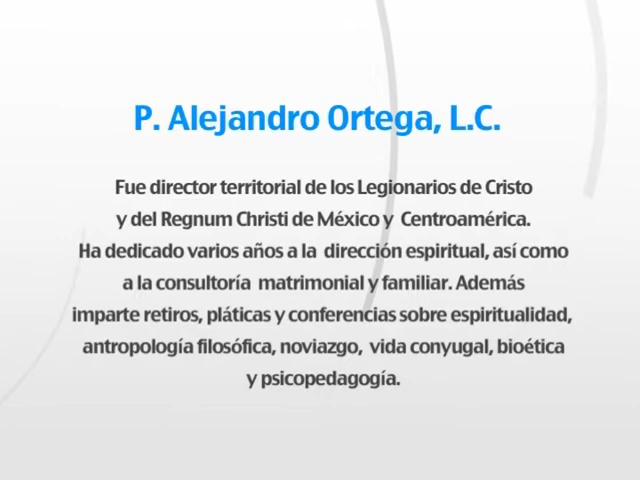 P. Alejandro Ortega, L.C.
Fue director territorial de los Legionarios de Cristo
y del Regnum Christi de México y Centroamérica.
Ha dedicado varios años a la dirección espiritual, así como
a la consultoría matrimonial y familiar. Además
imparte retiros, pláticas y conferencias sobre espiritualidad,
antropología filosófica, noviazgo, vida conyugal, bioética
y psicopedagogía.